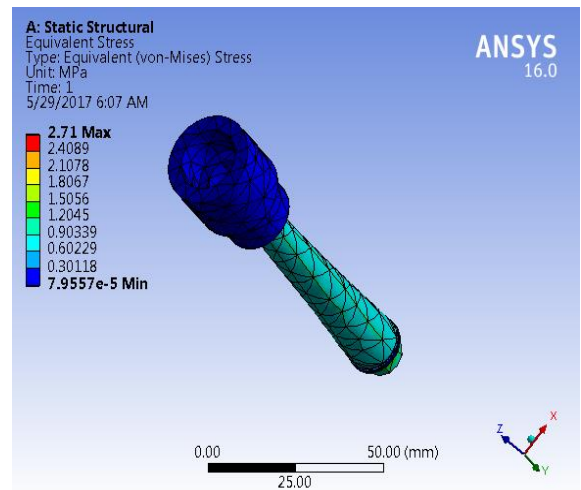 A: Static Structural
Equivalent Stress
Type: Equivalent (von-Mises) Stress
Unit: MPa
Time: 1
5/29/2017 6:07 AM
ANSYS
16.0
2.71 Max
2.4089
2.1078
1.8067
1.5056
1.2045
0.90339
0.60229
0.30118
7.9557e-5 Min
0.00
50.00 (mm)
25.00
X
Z
Y